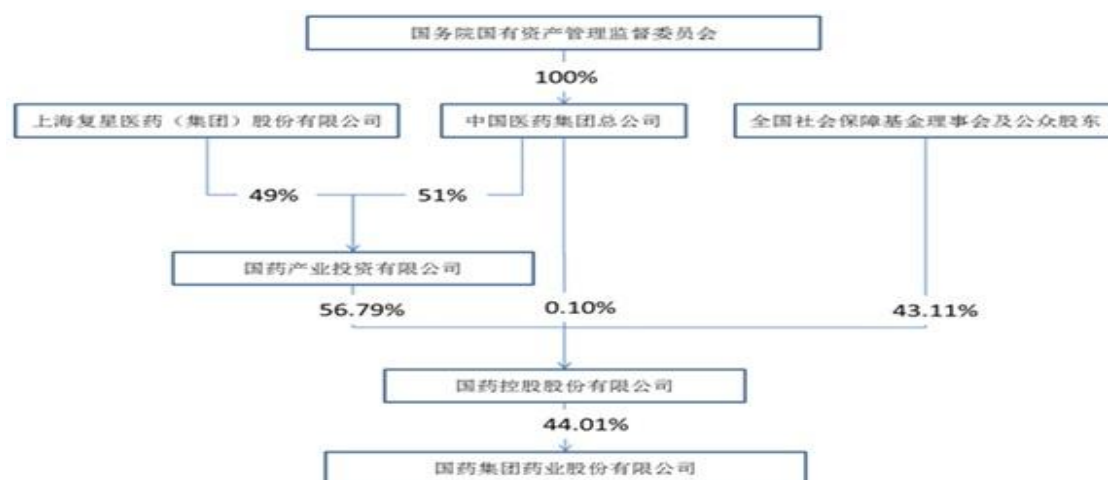 国务院国有资产管理监督委员会
100%
上海复星医药（集团）股份有限公司
中国医药集团总公司
全国社会保障基金理事会及公众股东
49%
51%
国药产业投资有限公司
56.79%
0.10%
43.11%
国药控股股份有限公司
44.01%
国药集团药业股份有限公司